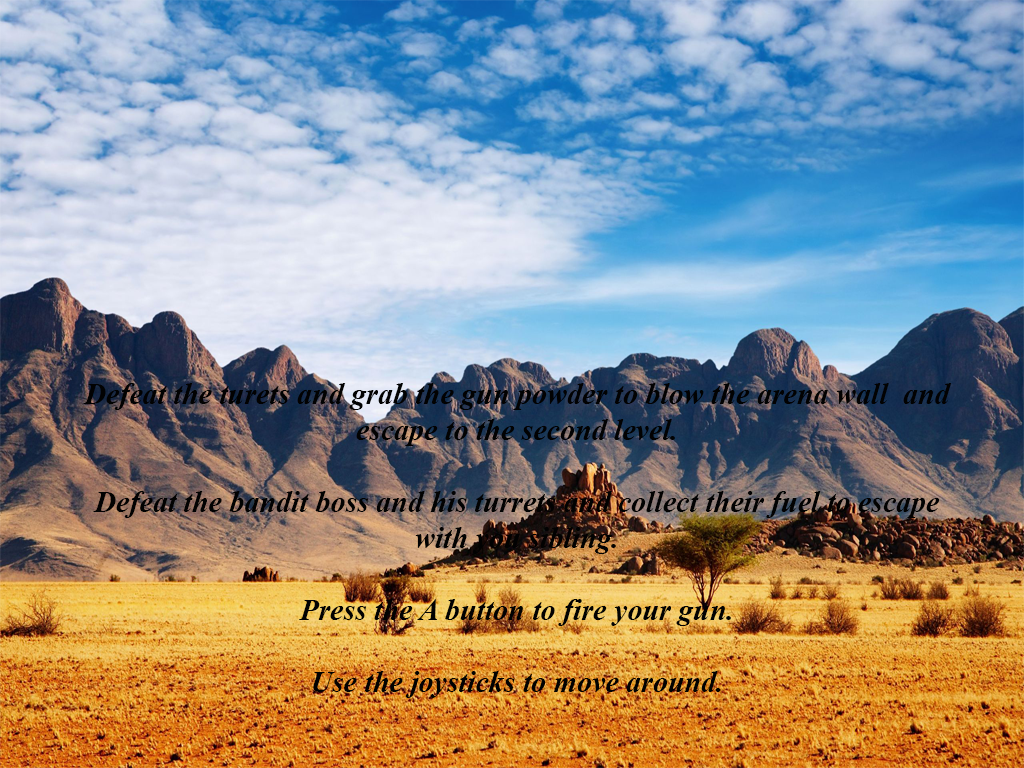 Defeat the turets and grab the gun powder to blow the arena wall and
escape to the second level.
Defeat the bandit boss and his turrets and collect their fuel to escape
with your sibling.
Press the A button to fire your gun.
Use the joysticks to move around.